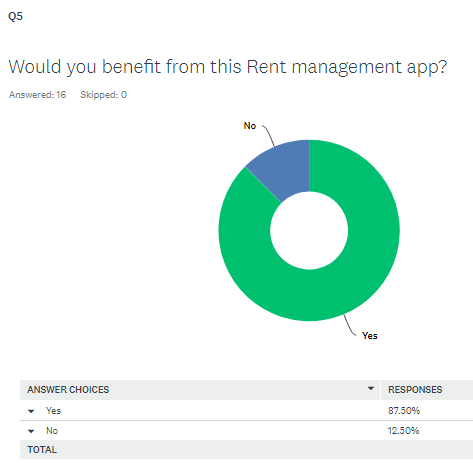 Q5
Would you benefit from this Rent management app?
Answered: 16 Skipped: 0
No
Yes
ANSWER CHOICES RESPONSES
Yes 87.50%
No 12.50%
TOTAL